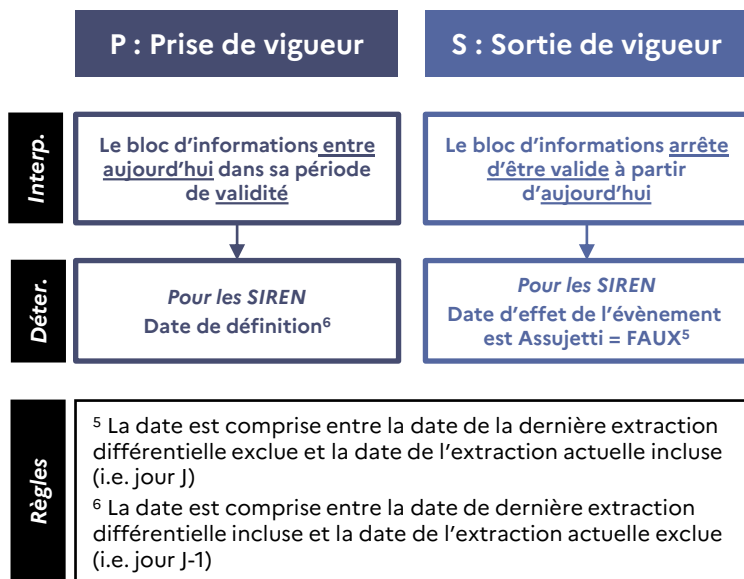 P : Prise de vigueur
S : Sortie de vigueur
Interp.
Le bloc d'informations entre
aujourd'hui dans sa période
de validité
Le bloc d'informations arrête
d'être valide à partir
d'aujourd'hui
Déter.
Pour les SIREN
Date de définition⁶
Pour les SIREN
Date d'effet de l'évènement
est Assujetti = FAUX⁵
Règles
⁵ La date est comprise entre la date de la dernière extraction
différentielle exclue et la date de l'extraction actuelle incluse
(i.e. jour J)
⁶ La date est comprise entre la date de dernière extraction
différentielle incluse et la date de l'extraction actuelle exclue
(i.e. jour J-1)